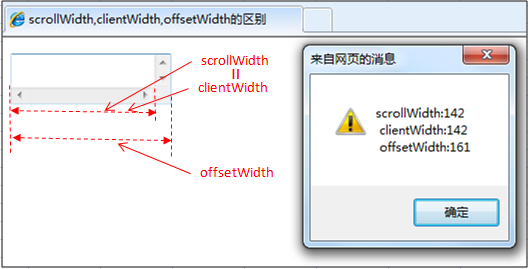 scrollWidth,clientWidth,offsetWidth的区别
scrollWidth
=
clientWidth
offsetWidth
来自网页的消息
scrollWidth:142
clientWidth:142
offsetWidth:161
确定